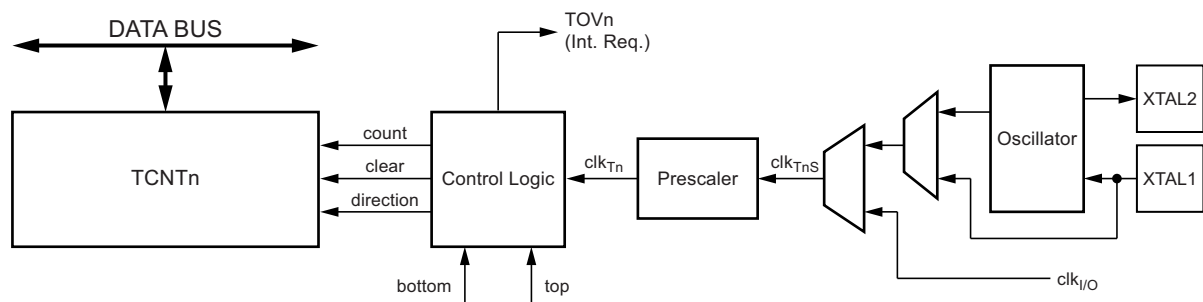 DATA BUS
TOVn
(Int. Req.)
TCNTn
count
clear
direction
Control Logic
clkTn
Prescaler
clkTnS
Oscillator
XTAL2
XTAL1
bottom
top
clkI/O